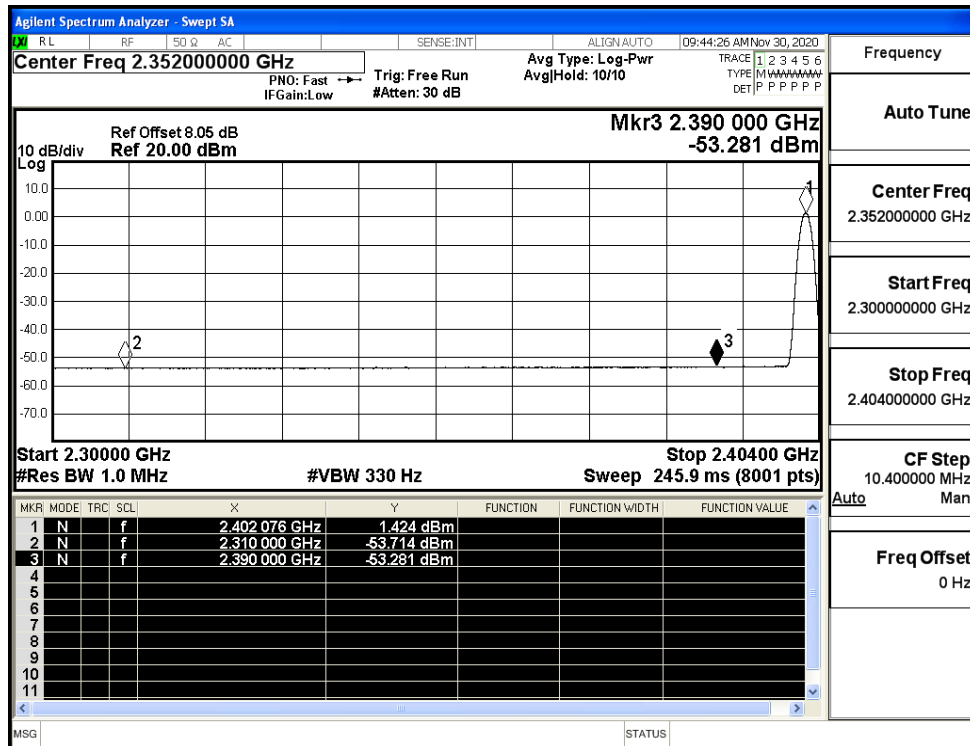 Agilent Spectrum Analyzer - Swept SA
LXI RL RF 50 Ω AC SENSE:INT ALIGN AUTO 09:44:26 AM Nov 30, 2020
Center Freq 2.352000000 GHz
PNO: Fast
IFGain:Low
Trig: Free Run
#Atten: 30 dB
Avg Type: Log-Pwr
Avg|Hold: 10/10
TRACE 1 2 3 4 5 6
TYPE M WWWWW
DET P P P P P P
Ref Offset 8.05 dB
10 dB/div Ref 20.00 dBm
Log
Mkr3 2.390 000 GHz
-53.281 dBm
10.0
0.00
-10.0
-20.0
-30.0
-40.0
-50.0
-60.0
-70.0
1
2
3
Start 2.30000 GHz Stop 2.40400 GHz
#Res BW 1.0 MHz #VBW 330 Hz Sweep 245.9 ms (8001 pts)
MKR MODE TRC SCL X Y FUNCTION FUNCTION WIDTH FUNCTION VALUE
1 N f 2.402 076 GHz 1.424 dBm
2 N f 2.310 000 GHz -53.714 dBm
3 N f 2.390 000 GHz -53.281 dBm
4
5
6
7
8
9
10
11
MSG STATUS
Frequency
Auto Tune
Center Freq
2.352000000 GHz
Start Freq
2.300000000 GHz
Stop Freq
2.404000000 GHz
CF Step
10.400000 MHz
Auto Man
Freq Offset
0 Hz